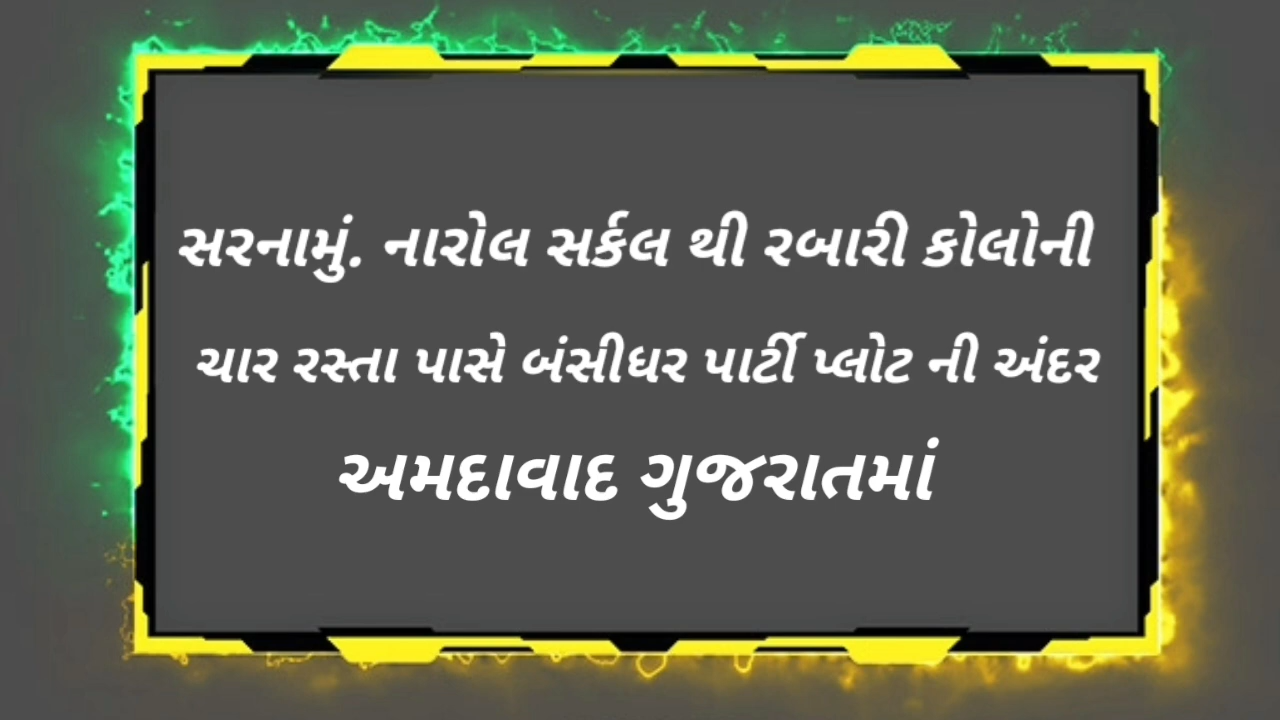 સરનામું. નારોલ સર્કલ થી રબારી કોલોની
ચાર રસ્તા પાસે બંસીધર પાર્ટી પ્લોટ ની અંદર
અમદાવાદ ગુજરાતમાં